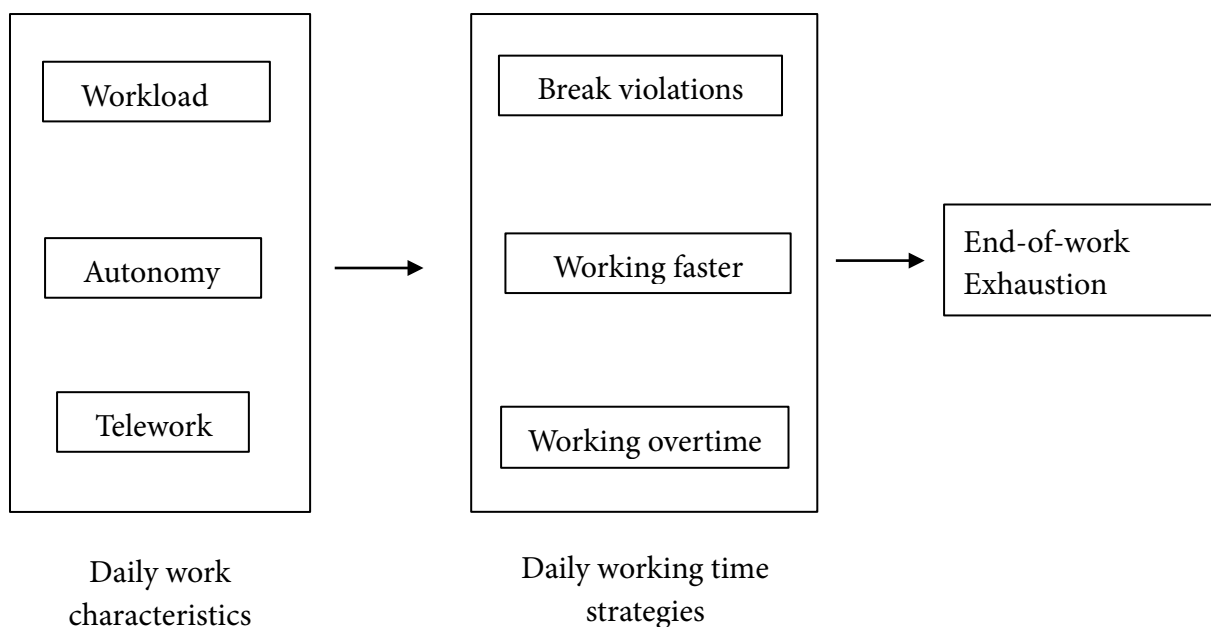 Workload
Autonomy
Telework
Daily work
characteristics
Break violations
Working faster
Working overtime
Daily working time
strategies
End-of-work
Exhaustion